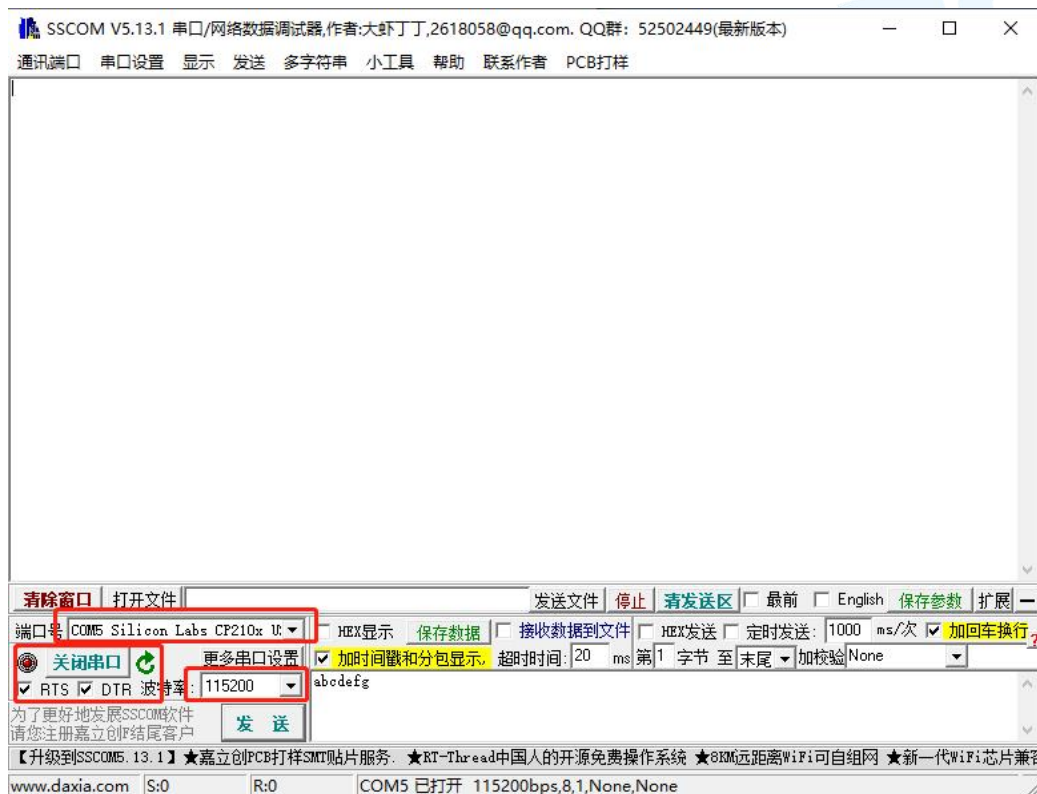 SSCOM V5.13.1 串口/网络数据调试器,作者:大虾丁丁,2618058@qq.com. QQ群: 52502449(最新版本)
通讯端口 串口设置 显示 发送 多字符串 小工具 帮助 联系作者 PCB打样
清除窗口 打开文件 发送文件 停止 清发送区 最前 English 保存参数 扩展
端口号 COM5 Silicon Labs CP210x HEX显示 保存数据 接收数据到文件 HEX发送 定时发送: 1000 ms/次 加回车换行
关闭串口 更多串口设置 加时间戳和分包显示, 超时时间: 20 ms 第 1 字节 至 末尾 加校验 None
RTS DTR 波特率: 115200 abcdefg
为了更好地发展SSCOM软件
请您注册嘉立创F结尾客户
发 送
【升级到SSCOM5.13.1】★嘉立创PCB打样SMT贴片服务. ★RT-Thread中国人的开源免费操作系统 ★8KM远距离WiFi可自组网 ★新一代WiFi芯片兼
www.daxia.com S:0 R:0 COM5 已打开 115200bps,8,1,None,None